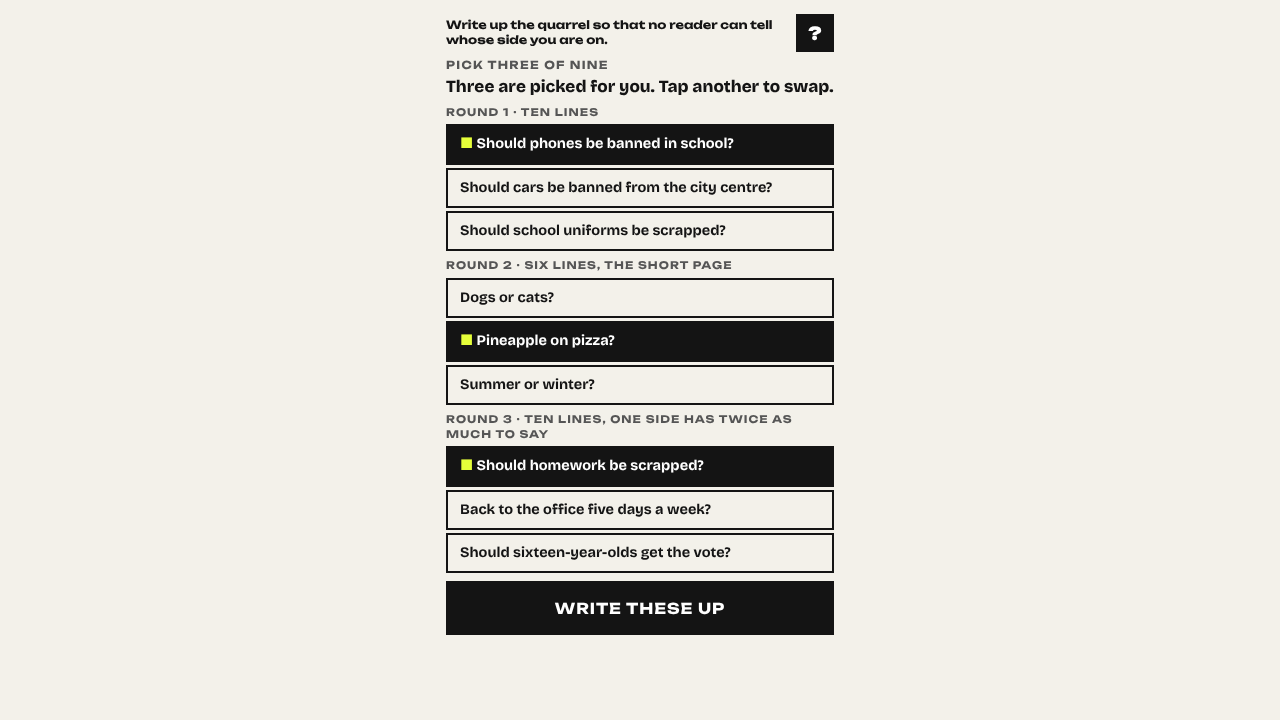 Write up the quarrel so that no reader can tell
whose side you are on.
?
PICK THREE OF NINE
Three are picked for you. Tap another to swap.
ROUND 1 · TEN LINES
Should phones be banned in school?
Should cars be banned from the city centre?
Should school uniforms be scrapped?
ROUND 2 · SIX LINES, THE SHORT PAGE
Dogs or cats?
Pineapple on pizza?
Summer or winter?
ROUND 3 · TEN LINES, ONE SIDE HAS TWICE AS
MUCH TO SAY
Should homework be scrapped?
Back to the office five days a week?
Should sixteen-year-olds get the vote?
WRITE THESE UP